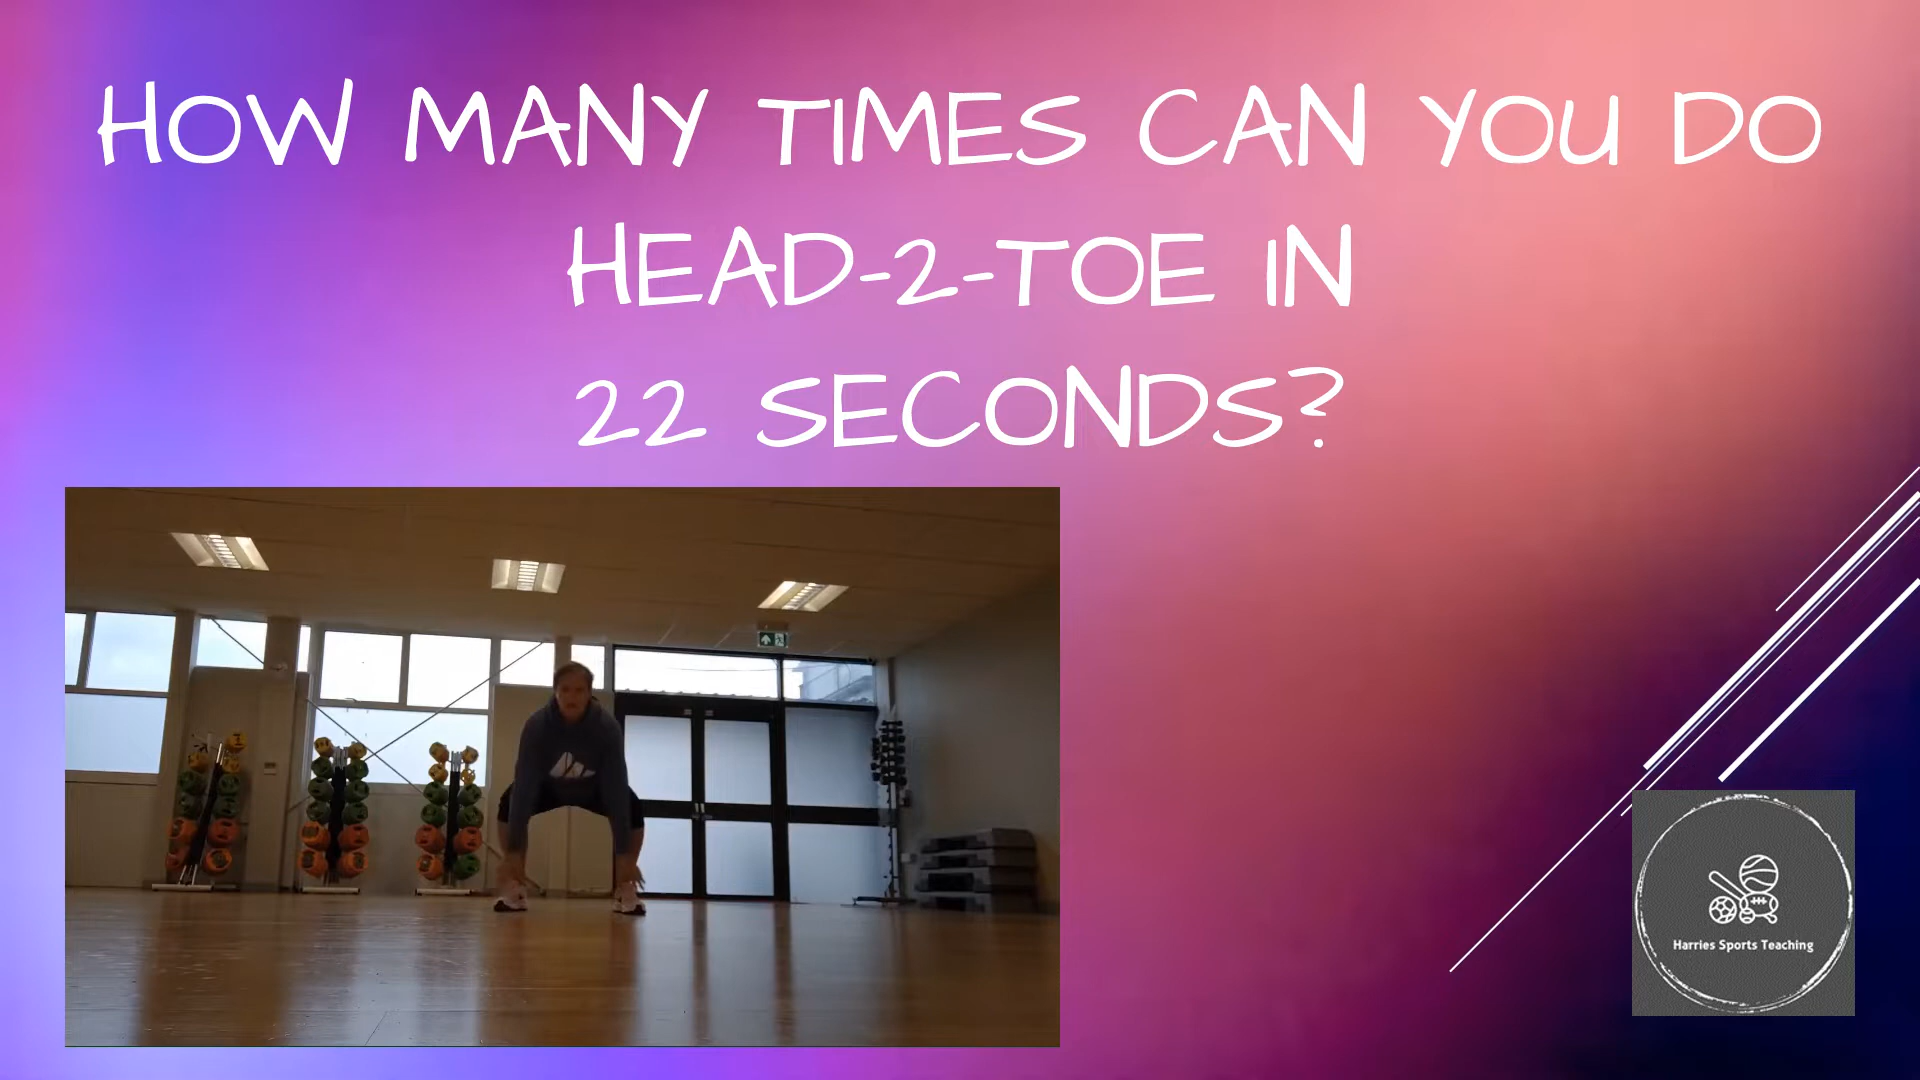 HOW MANY TIMES CAN YOU DO
HEAD-2-TOE IN
22 SECONDS?
Harries Sports Teaching